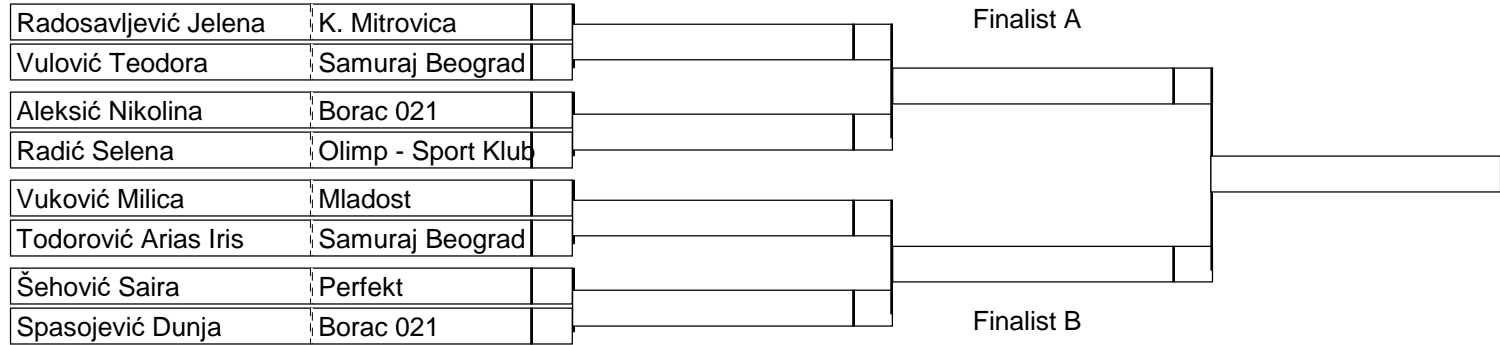 Radosavljević Jelena K. Mitrovica
Finalist A
Vulović Teodora Samuraj Beograd
Aleksić Nikolina Borac 021
Radić Selena Olimp - Sport Klub
Vuković Milica Mladost
Todorović Arias Iris Samuraj Beograd
Šehović Saira Perfekt
Spasojević Dunja Borac 021
Finalist B